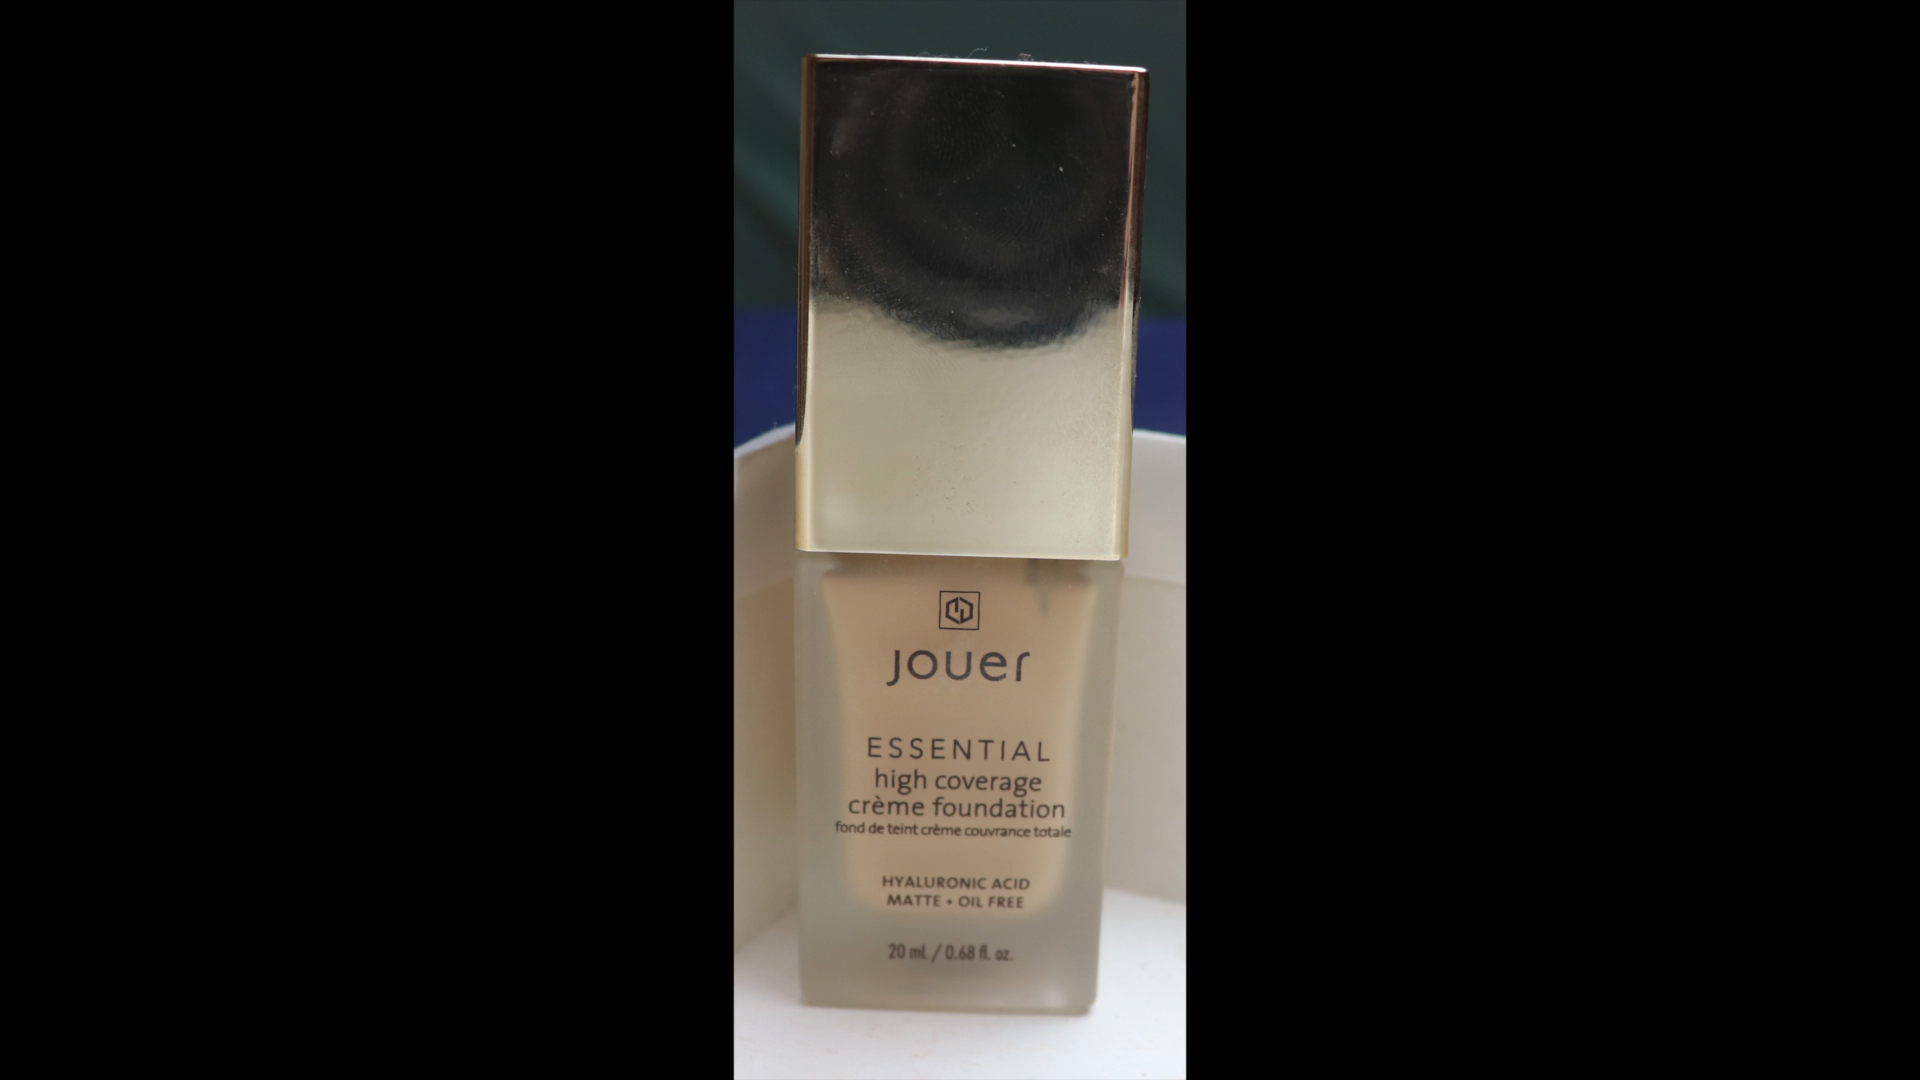 jouer
ESSENTIAL
high coverage
crème foundation
fond de teint crème couvrance totale
HYALURONIC ACID
MATTE • OIL FREE
20 ml / 0.68 fl. oz.